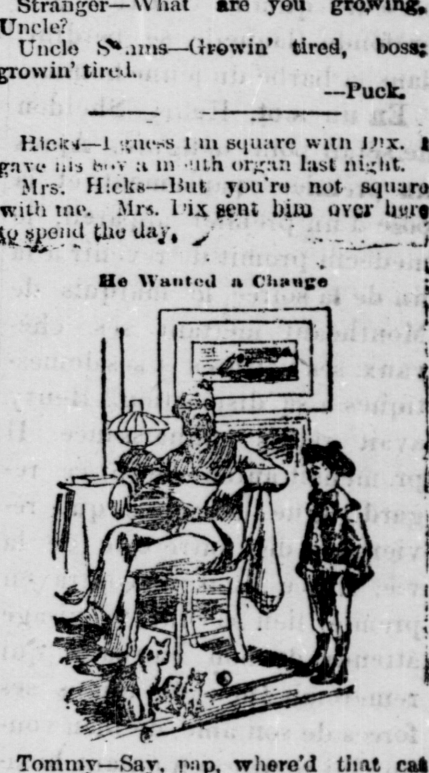 Stranger—What are you growing,
Uncle?
Uncle S ams—Growin' tired, boss;
growin' tired.
—Puck.
Hicks—I guess I'm square with Dix. I
gave his boy a mouth organ last night.
Mrs. Hicks—But you're not square
with me. Mrs. Dix sent him over here
to spend the day.
He Wanted a Change
Tommy—Say, pap, where'd that cat